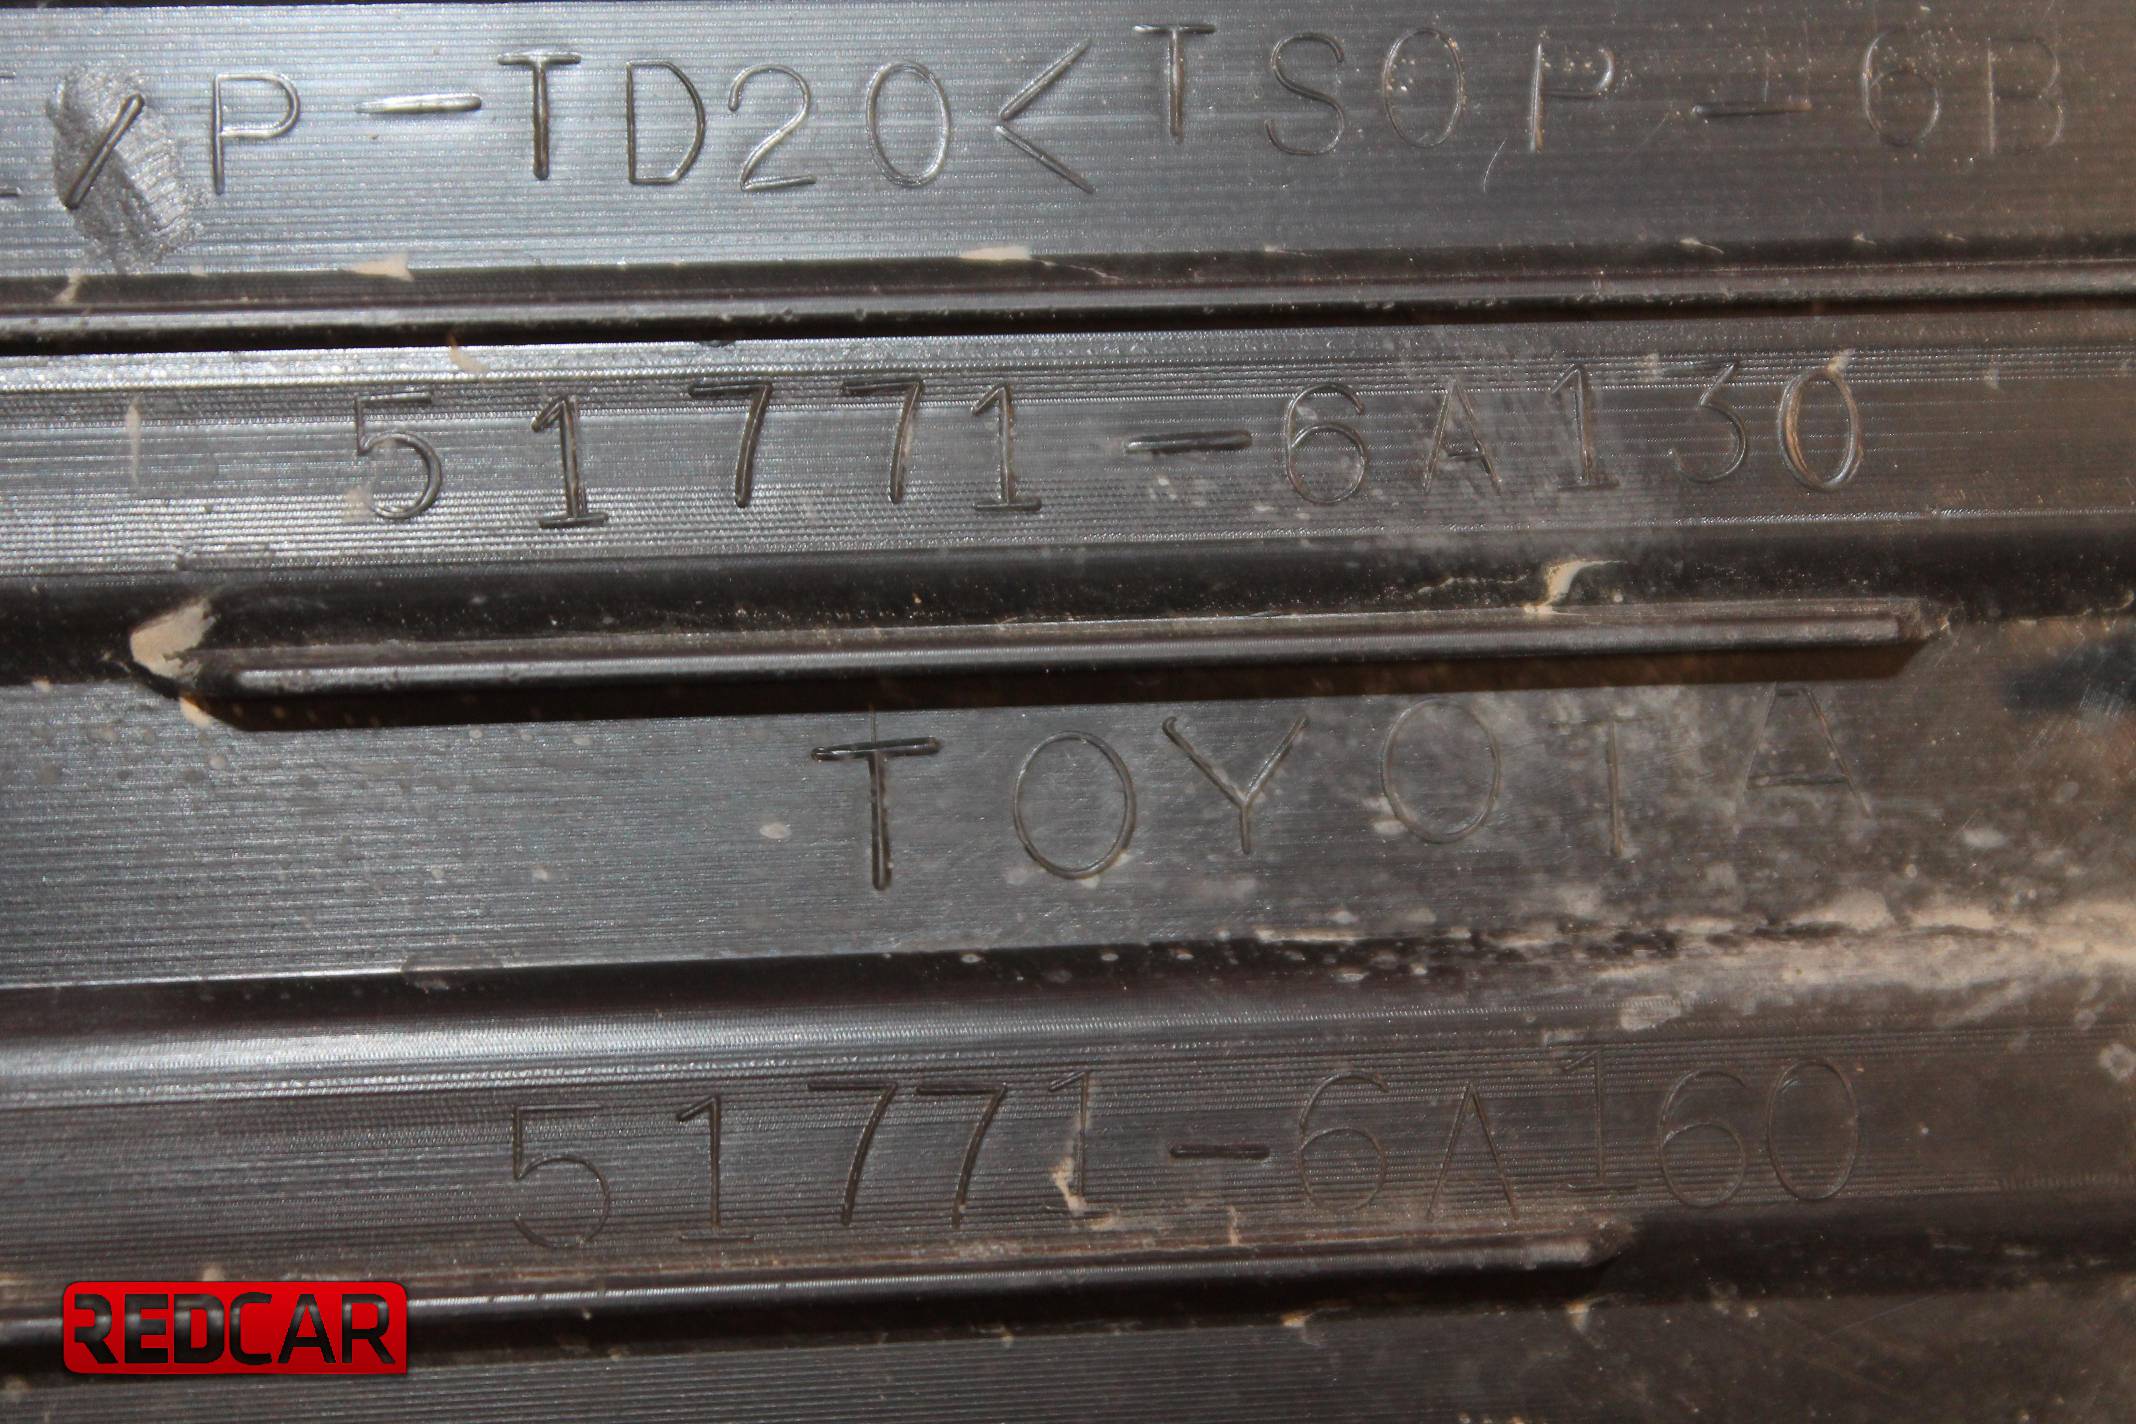 /P-TD20<TSOP-6B
51771-6A130
TOYOTA
51771-6A160
REDCAR